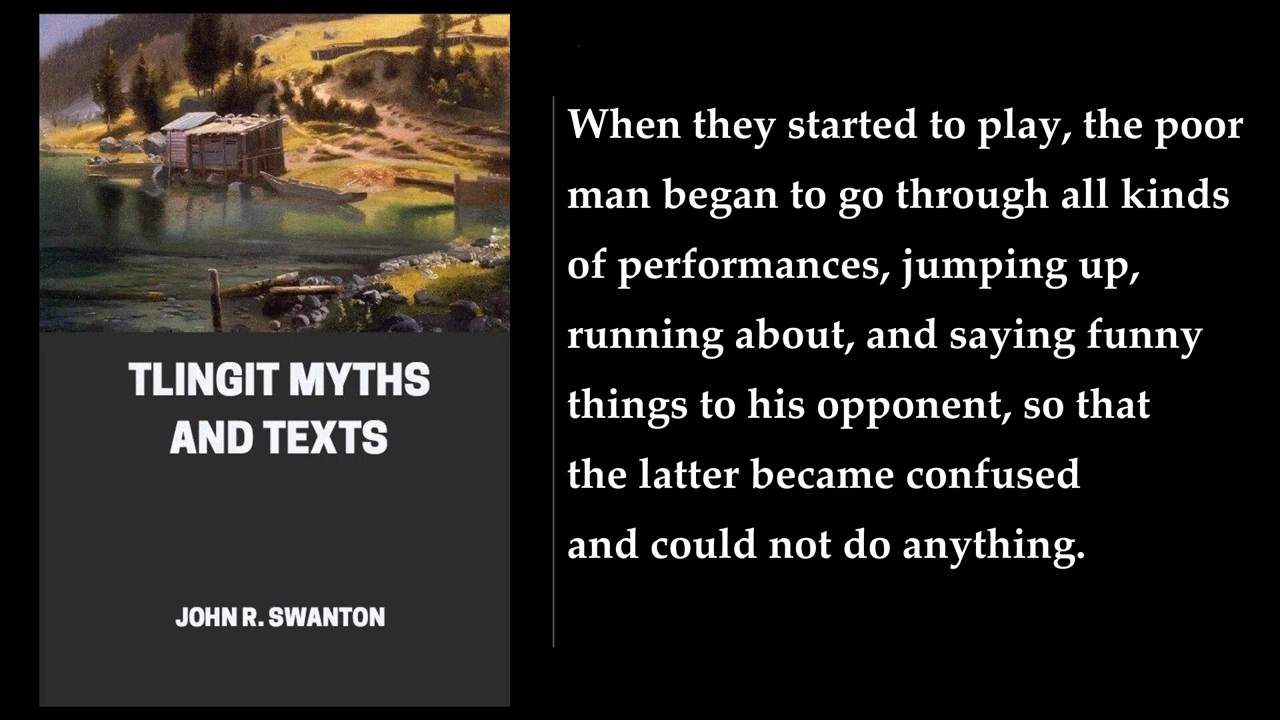 TLINGIT MYTHS
AND TEXTS
JOHN R. SWANTON
When they started to play, the poor
man began to go through all kinds
of performances, jumping up,
running about, and saying funny
things to his opponent, so that
the latter became confused
and could not do anything.